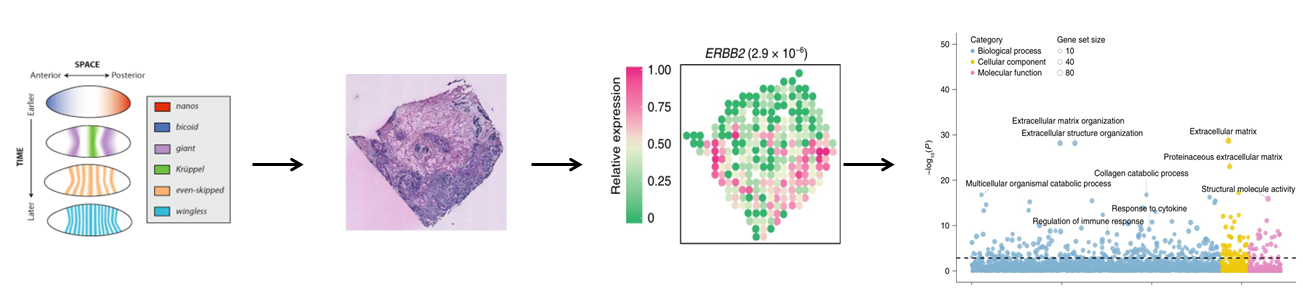 SPACE
Anterior
Posterior
TIME
Earlier
Later
nanos
bicoid
giant
Krüppel
even-skipped
wingless
ERBB2 (2.9 × 10⁻⁶)
Relative expression
1.00
0.75
0.50
0.25
0
Category
Biological process
Cellular component
Molecular function
Gene set size
10
40
80
−log₁₀(P)
50
40
30
20
10
0
Extracellular matrix organization
Extracellular structure organization
Extracellular matrix
Proteinaceous extracellular matrix
Collagen catabolic process
Multicellular organismal catabolic process
Structural molecule activity
Response to cytokine
Regulation of immune response